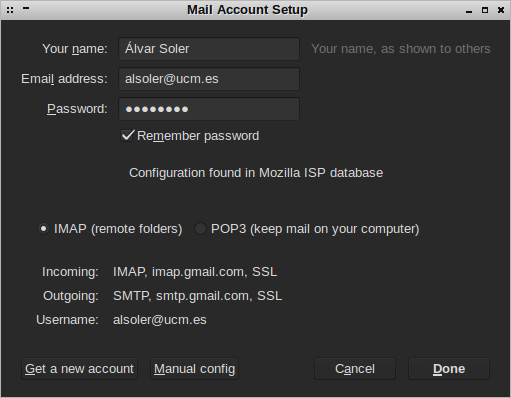 Mail Account Setup
Your name: Álvar Soler Your name, as shown to others
Email address: alsoler@ucm.es
Password: ●●●●●●●●
Remember password
Configuration found in Mozilla ISP database
IMAP (remote folders) POP3 (keep mail on your computer)
Incoming: IMAP, imap.gmail.com, SSL
Outgoing: SMTP, smtp.gmail.com, SSL
Username: alsoler@ucm.es
Get a new account Manual config Cancel Done